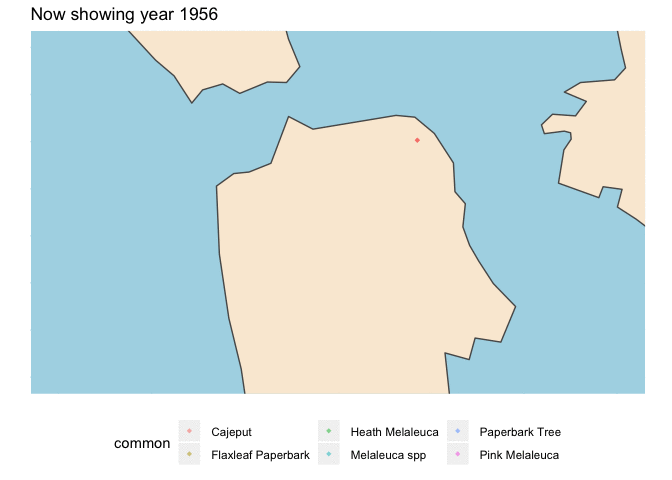 Now showing year 1956
common
Cajeput
Heath Melaleuca
Paperbark Tree
Flaxleaf Paperbark
Melaleuca spp
Pink Melaleuca